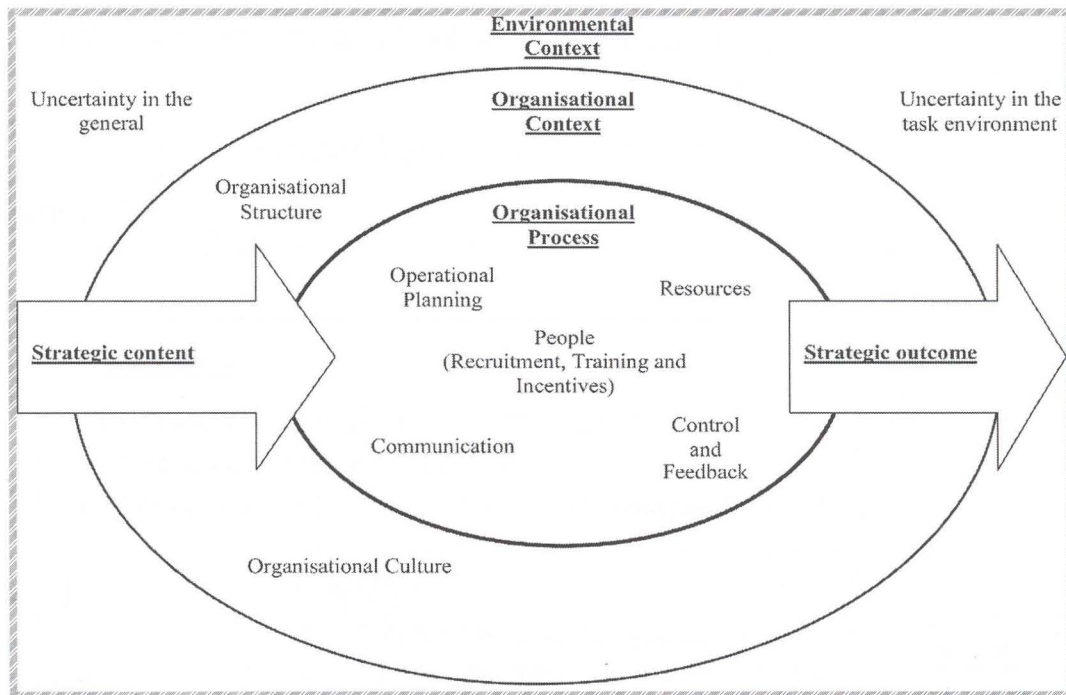 Environmental
Context
Uncertainty in the
general
Organisational
Context
Uncertainty in the
task environment
Organisational
Structure
Organisational
Process
Operational
Planning
Resources
Strategic content
People
(Recruitment, Training and
Incentives)
Strategic outcome
Communication
Control
and
Feedback
Organisational Culture